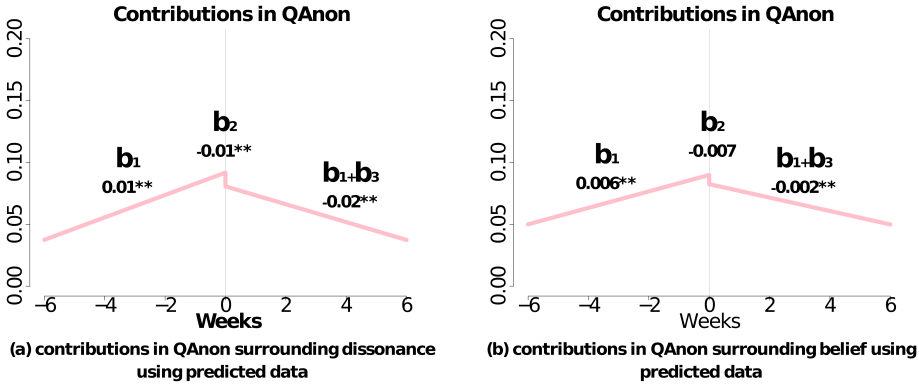 Contributions in QAnon
0.20
0.15
0.10
0.05
0.00
b1
0.01**
b2
-0.01**
b1+b3
-0.02**
−6 −4 −2 0 2 4 6
Weeks
(a) contributions in QAnon surrounding dissonance
using predicted data
Contributions in QAnon
0.20
0.15
0.10
0.05
0.00
b1
0.006**
b2
-0.007
b1+b3
-0.002**
−6 −4 −2 0 2 4 6
Weeks
(b) contributions in QAnon surrounding belief using
predicted data